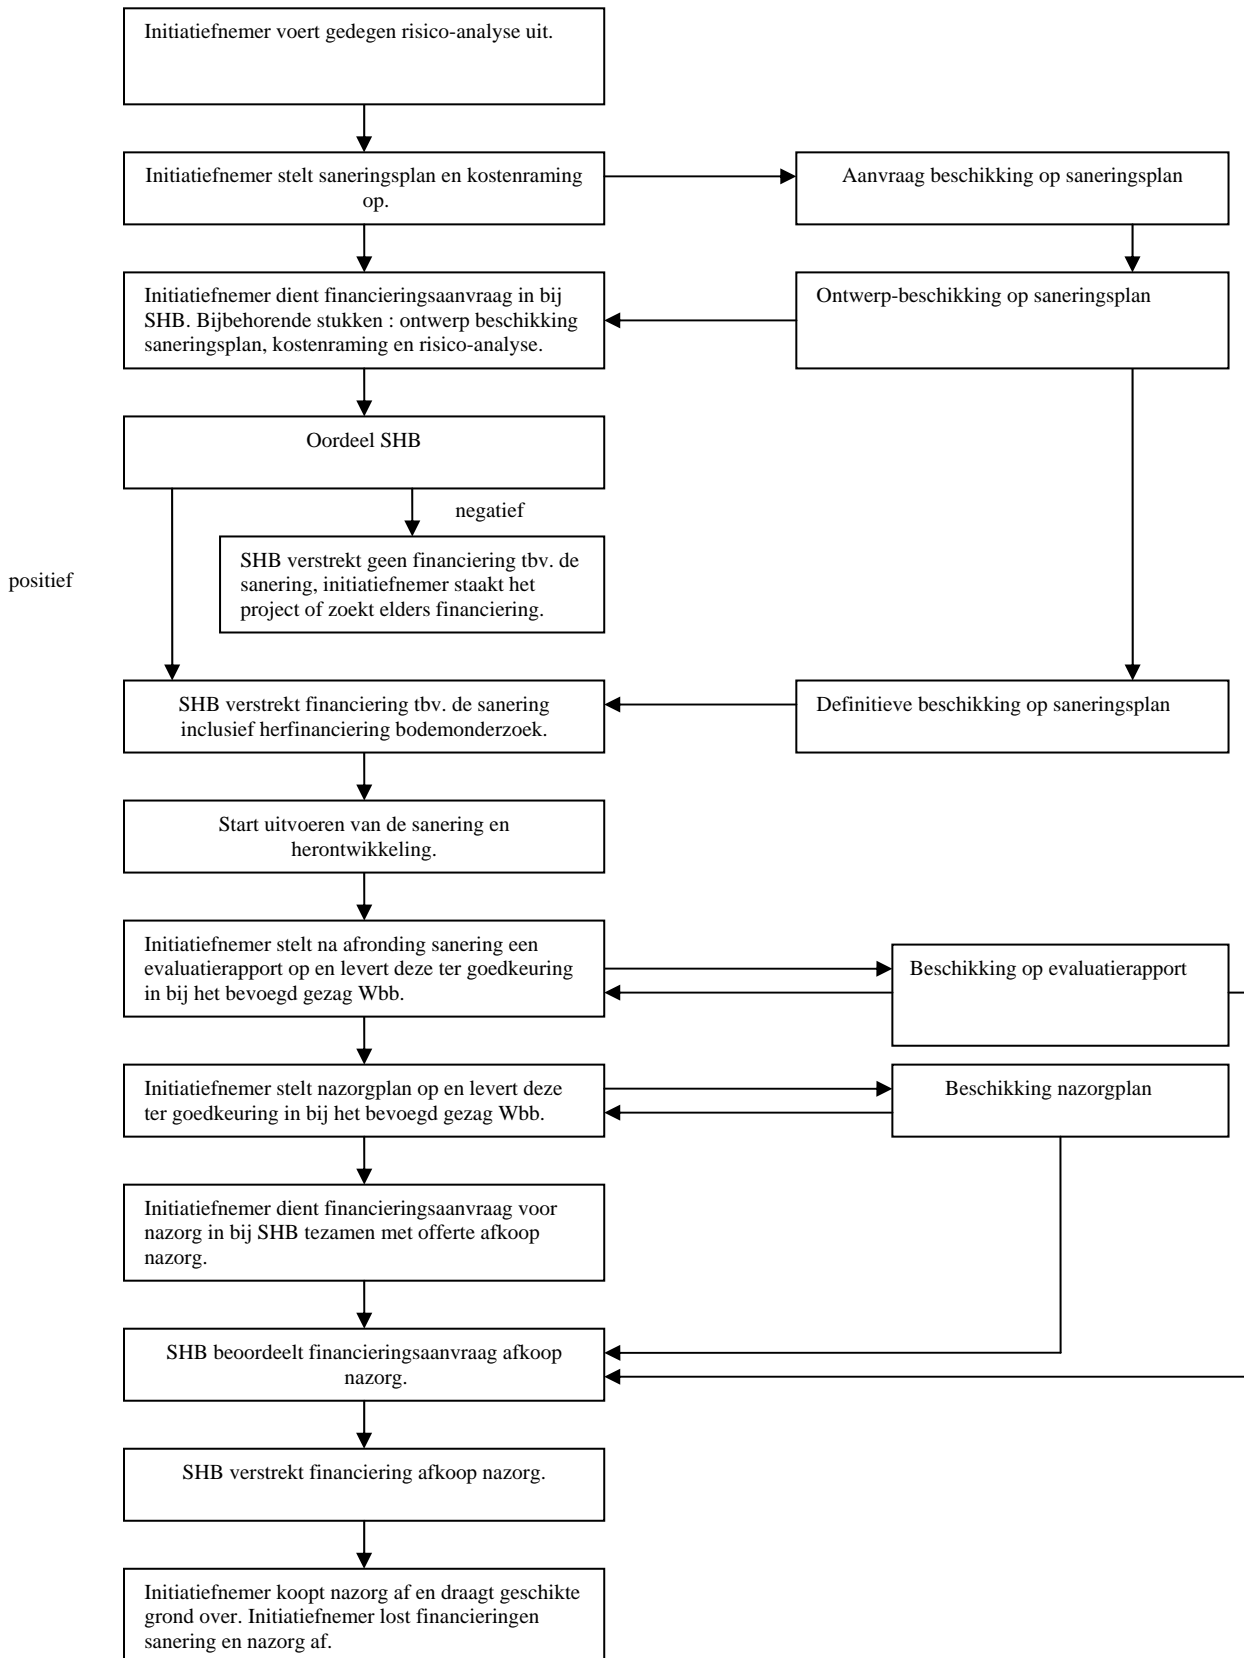 Initiatiefnemer voert gedegen risico-analyse uit.
Initiatiefnemer stelt saneringsplan en kostenraming
op.
Aanvraag beschikking op saneringsplan
Initiatiefnemer dient financieringsaanvraag in bij
SHB. Bijbehorende stukken : ontwerp beschikking
saneringsplan, kostenraming en risico-analyse.
Ontwerp-beschikking op saneringsplan
Oordeel SHB
negatief
positief
SHB verstrekt geen financiering tbv. de
sanering, initiatiefnemer staakt het
project of zoekt elders financiering.
SHB verstrekt financiering tbv. de sanering
inclusief herfinanciering bodemonderzoek.
Definitieve beschikking op saneringsplan
Start uitvoeren van de sanering en
herontwikkeling.
Initiatiefnemer stelt na afronding sanering een
evaluatierapport op en levert deze ter goedkeuring
in bij het bevoegd gezag Wbb.
Beschikking op evaluatierapport
Initiatiefnemer stelt nazorgplan op en levert deze
ter goedkeuring in bij het bevoegd gezag Wbb.
Beschikking nazorgplan
Initiatiefnemer dient financieringsaanvraag voor
nazorg in bij SHB tezamen met offerte afkoop
nazorg.
SHB beoordeelt financieringsaanvraag afkoop
nazorg.
SHB verstrekt financiering afkoop nazorg.
Initiatiefnemer koopt nazorg af en draagt geschikte
grond over. Initiatiefnemer lost financieringen
sanering en nazorg af.